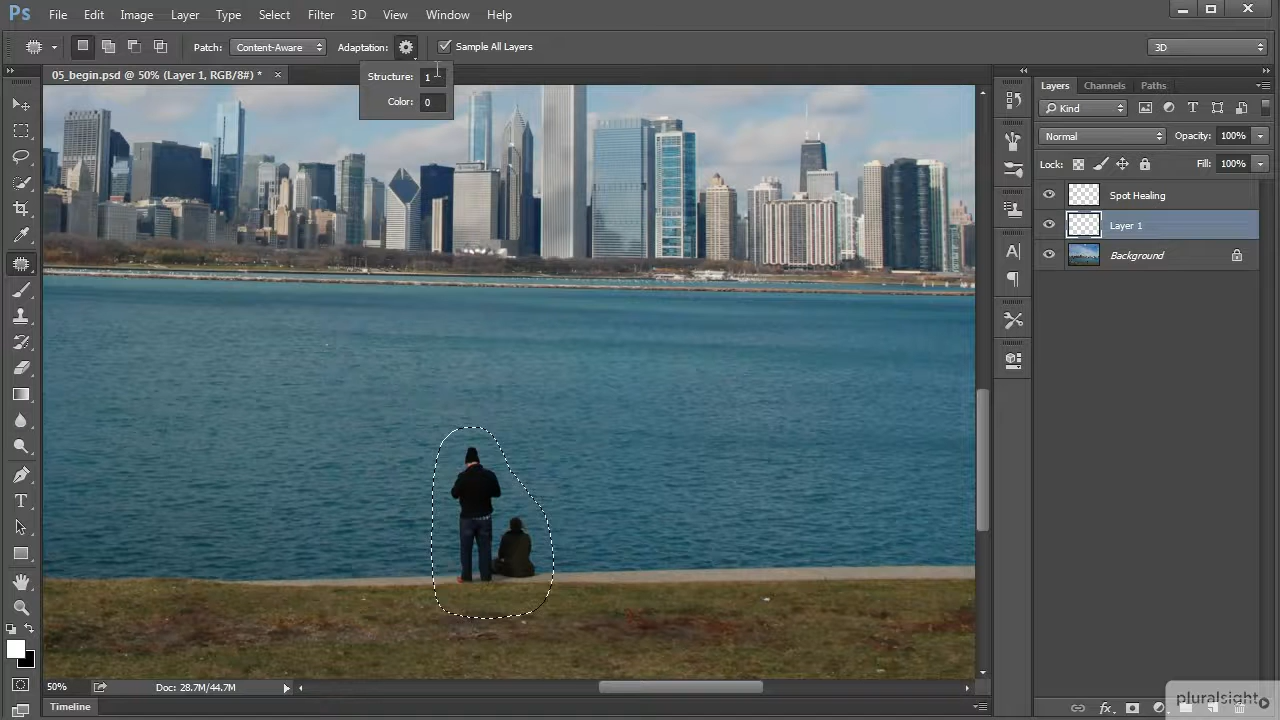 Ps File Edit Image Layer Type Select Filter 3D View Window Help
Patch: Content-Aware Adaptation: Sample All Layers 3D
05_begin.psd @ 50% (Layer 1, RGB/8#) *
Structure: 1
Color: 0
Layers Channels Paths
Kind
Normal Opacity: 100%
Lock: Fill: 100%
Spot Healing
Layer 1
Background
50% Doc: 28.7M/44.7M
Timeline
pluralsight